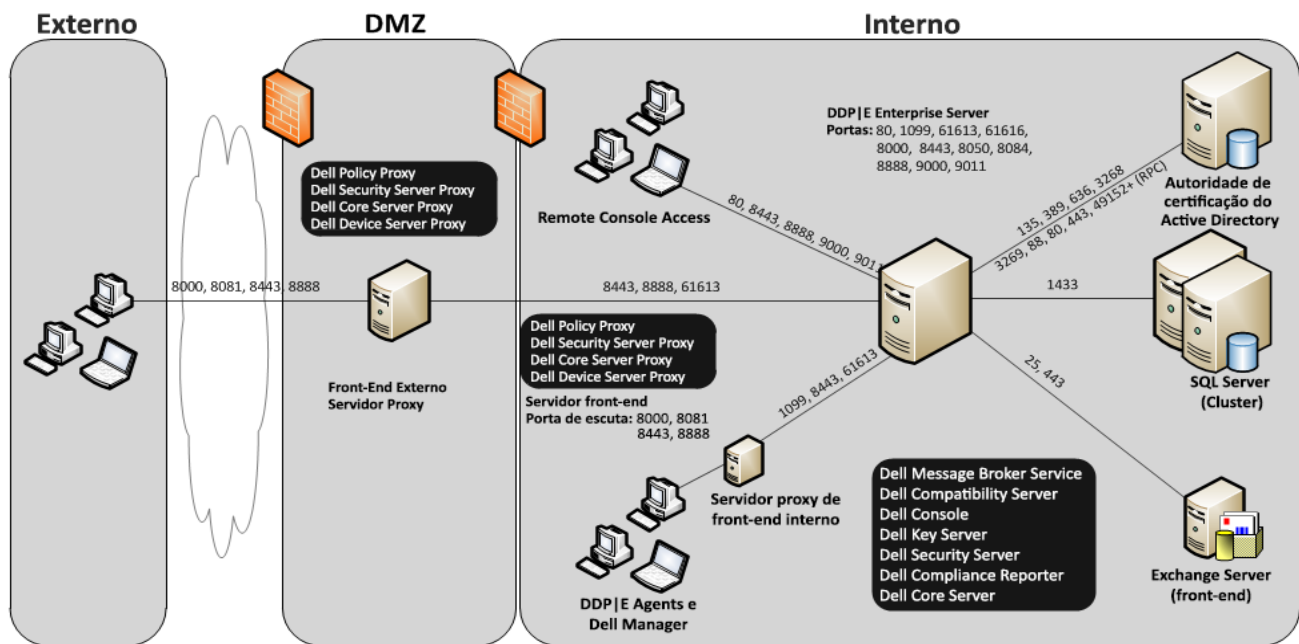 Externo
DMZ
Interno
Dell Policy Proxy
Dell Security Server Proxy
Dell Core Server Proxy
Dell Device Server Proxy
Remote Console Access
DDP|E Enterprise Server
Portas: 80, 1099, 61613, 61616,
8000, 8443, 8050, 8084,
8888, 9000, 9011
80, 8443, 8888, 9000, 9011
135, 389, 636, 3268
3269, 88, 80, 443, 49152+ (RPC)
Autoridade de
certificação do
Active Directory
8000, 8081, 8443, 8888
8443, 8888, 61613
1433
Front-End Externo
Servidor Proxy
Dell Policy Proxy
Dell Security Server Proxy
Dell Core Server Proxy
Dell Device Server Proxy
Servidor front-end
Porta de escuta: 8000, 8081
8443, 8888
1099, 8443, 61613
25, 443
SQL Server
(Cluster)
Servidor proxy de
front-end interno
DDP|E Agents e
Dell Manager
Dell Message Broker Service
Dell Compatibility Server
Dell Console
Dell Key Server
Dell Security Server
Dell Compliance Reporter
Dell Core Server
Exchange Server
(front-end)